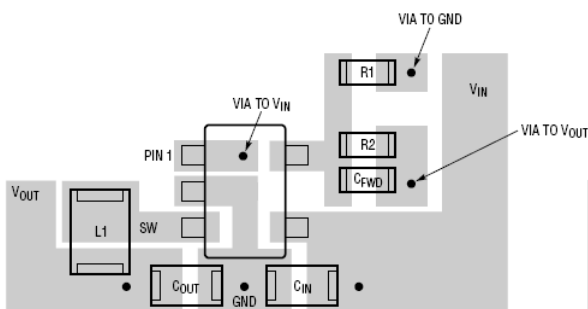 VIA TO GND
R1
VIA TO VIN
VIN
PIN 1
R2
VIA TO VOUT
CFWD
VOUT
L1
SW
COUT
GND
CIN